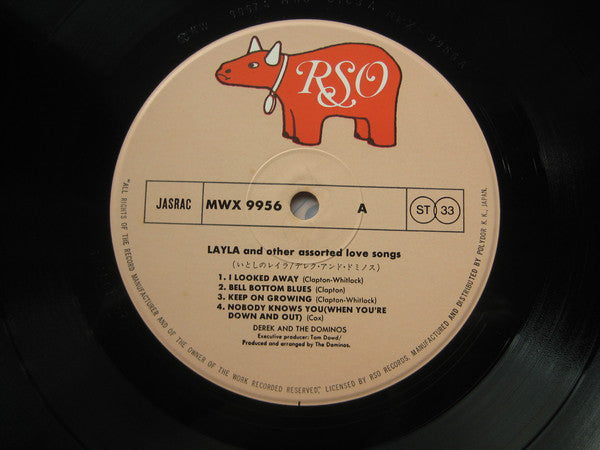 RSO
JASRAC
MWX 9956
A
ST 33
LAYLA and other assorted love songs
(いとしのレイラ/デレク・アンド・ドミノス)
1. I LOOKED AWAY (Clapton-Whitlock)
2. BELL BOTTOM BLUES (Clapton)
3. KEEP ON GROWING (Clapton-Whitlock)
4. NOBODY KNOWS YOU(WHEN YOU'RE
DOWN AND OUT) (Cox)
DEREK AND THE DOMINOS
Executive producer: Tom Dowd/
Produced and arranged by The Dominos.
"ALL RIGHTS OF THE RECORD MANUFACTURER AND OF THE OWNER OF THE WORK RECORDED RESERVED", LICENSED BY RSO RECORDS, MANUFACTURED AND DISTRIBUTED BY POLYDOR K. K., JAPAN.